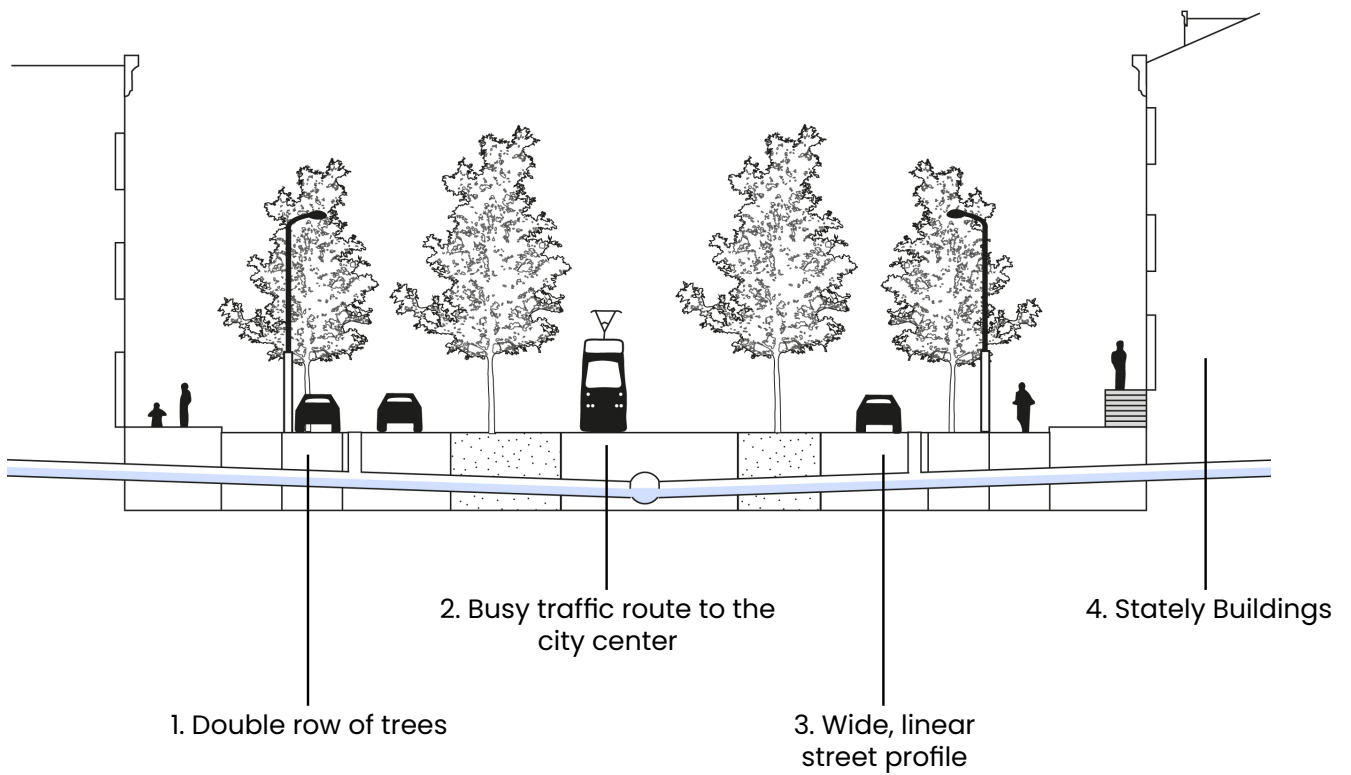 2. Busy traffic route to the
city center
4. Stately Buildings
1. Double row of trees
3. Wide, linear
street profile